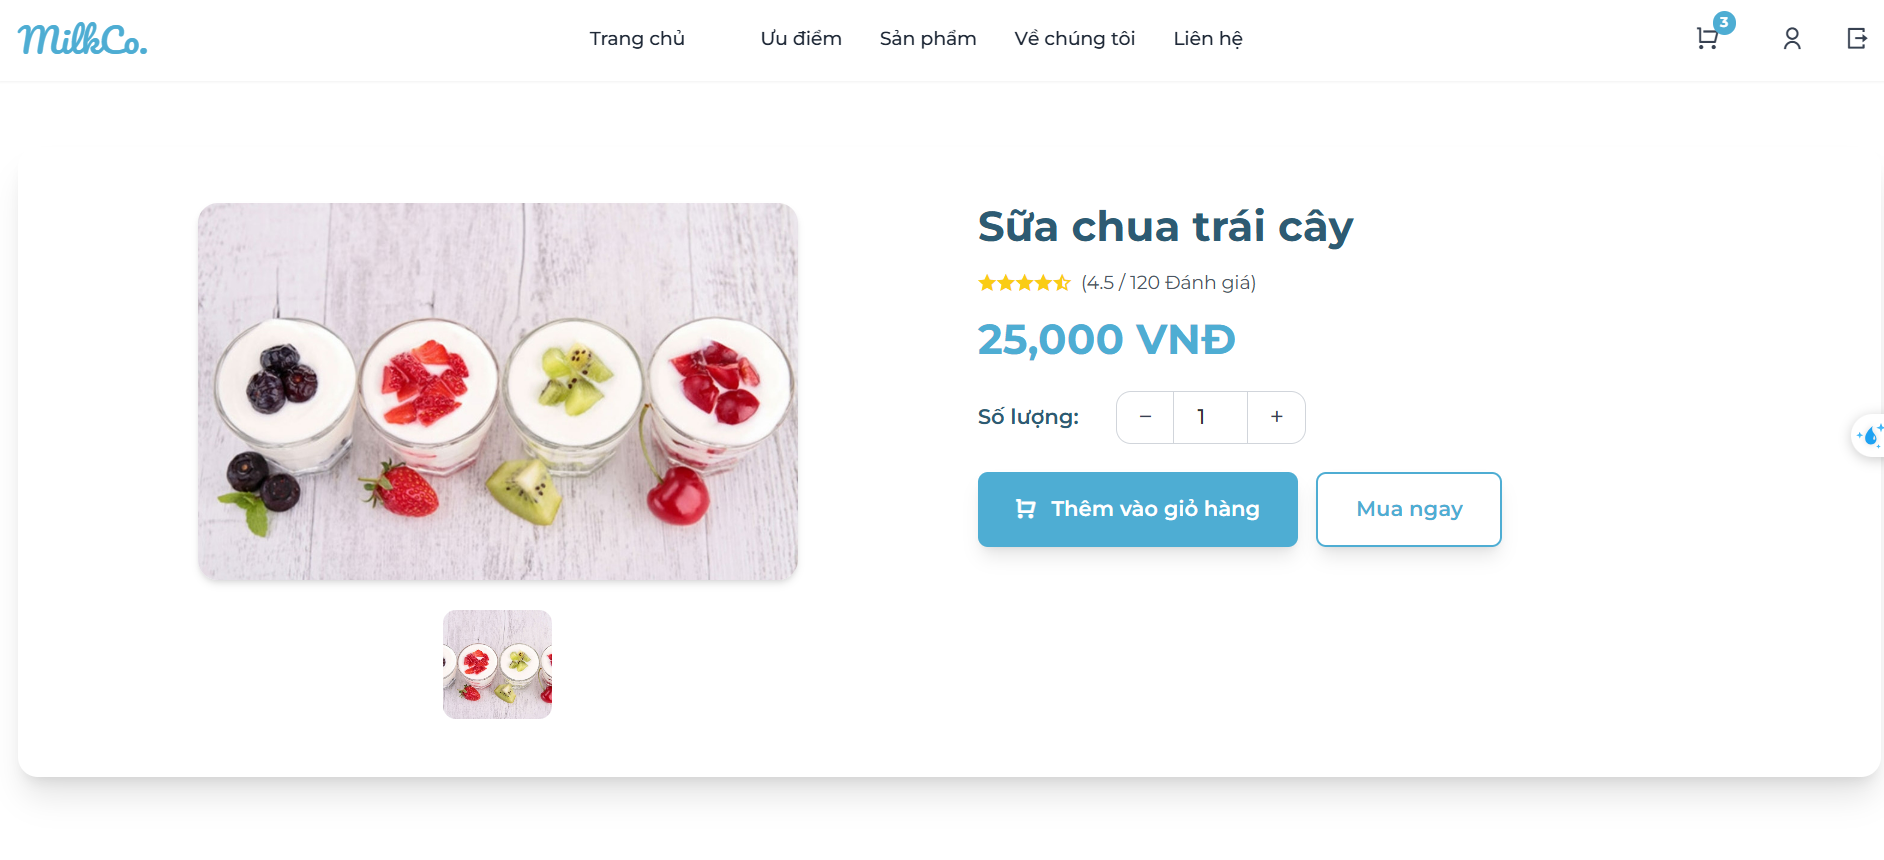 MilkCo.
Trang chủ Ưu điểm Sản phẩm Về chúng tôi Liên hệ
3
Sữa chua trái cây
(4.5 / 120 Đánh giá)
25,000 VNĐ
Số lượng: − 1 +
Thêm vào giỏ hàng
Mua ngay